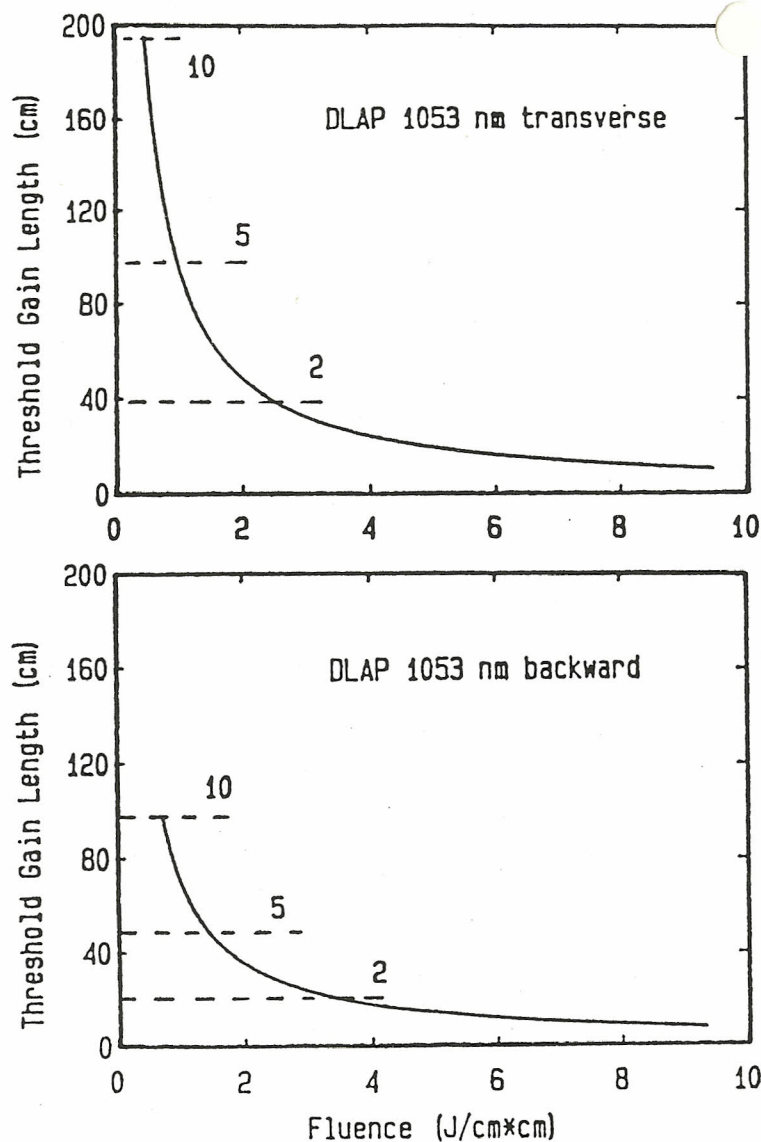 200
160
120
80
40
0
Threshold Gain Length (cm)
10
5
2
DLAP 1053 nm transverse
0 2 4 6 8 10
200
160
120
80
40
0
Threshold Gain Length (cm)
10
5
2
DLAP 1053 nm backward
0 2 4 6 8 10
Fluence (J/cm*cm)